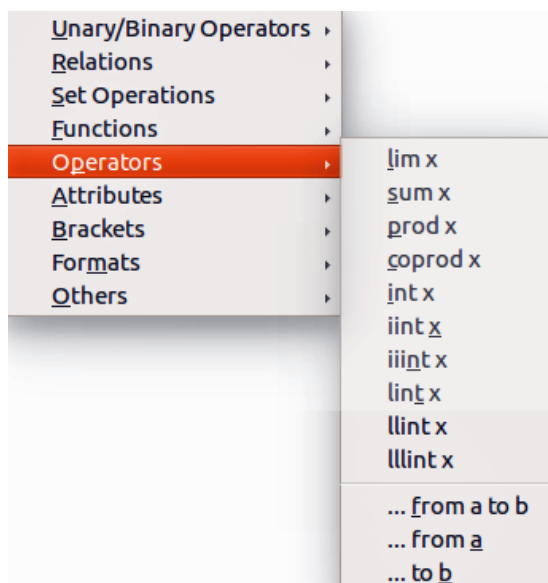 Unary/Binary Operators
Relations
Set Operations
Functions
Operators
Attributes
Brackets
Formats
Others
lim x
sum x
prod x
coprod x
int x
iint x
iiint x
lint x
llint x
lllint x
... from a to b
... from a
... to b